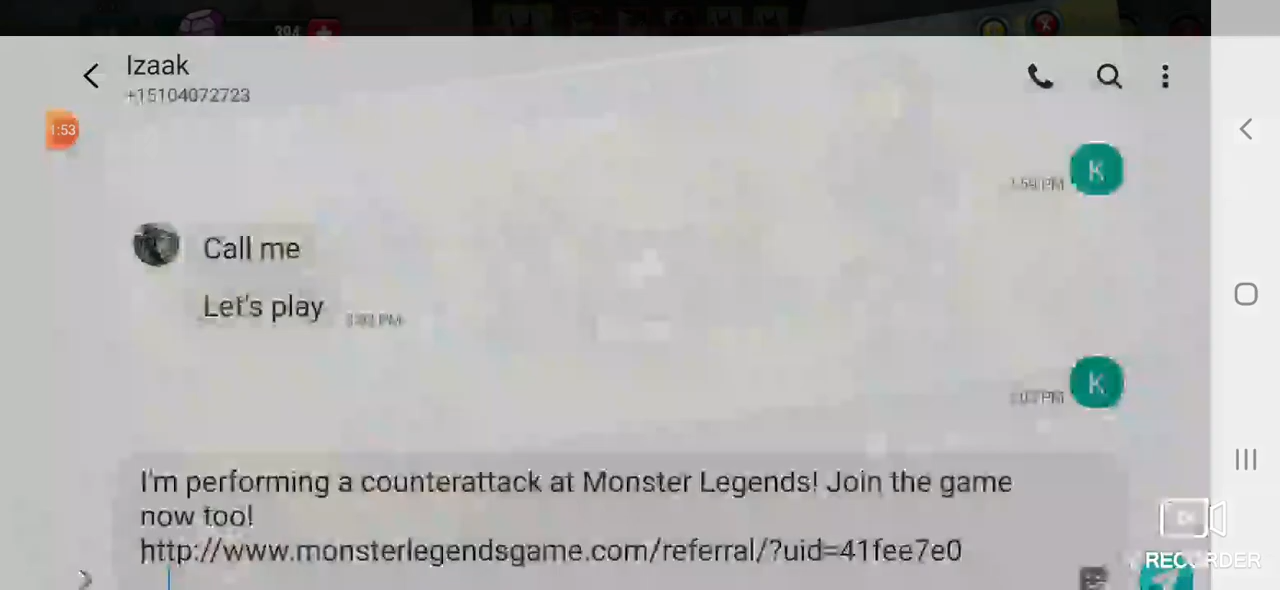 394
Izaak
+15104072723
1:53
K
Call me
Let's play
K
I'm performing a counterattack at Monster Legends! Join the game
now too!
http://www.monsterlegendsgame.com/referral/?uid=41fee7e0
RECORDER